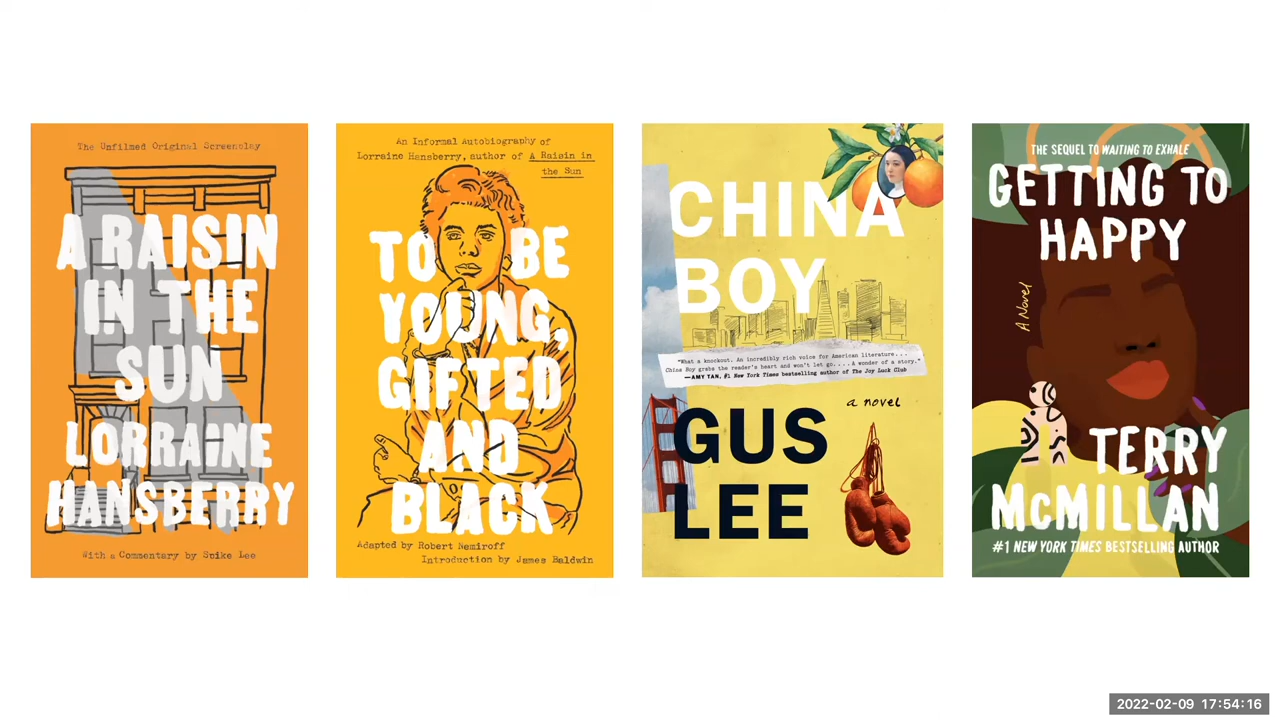 The Unfilmed Original Screenplay
A RAISIN
IN THE
SUN
LORRAINE
HANSBERRY
With a Commentary by Spike Lee
An Informal Autobiography of
Lorraine Hansberry, author of A Raisin in
the Sun
TO BE
YOUNG,
GIFTED
AND
BLACK
Adapted by Robert Nemiroff
Introduction by James Baldwin
CHINA
BOY
"What a knockout. An incredibly rich voice for American literature...
China Boy grabs the reader's heart and won't let go.... A wonder of a story."
—AMY TAN, #1 New York Times bestselling author of The Joy Luck Club
a novel
GUS
LEE
THE SEQUEL TO WAITING TO EXHALE
GETTING TO
HAPPY
A Novel
TERRY
McMILLAN
#1 NEW YORK TIMES BESTSELLING AUTHOR
2022-02-09 17:54:16